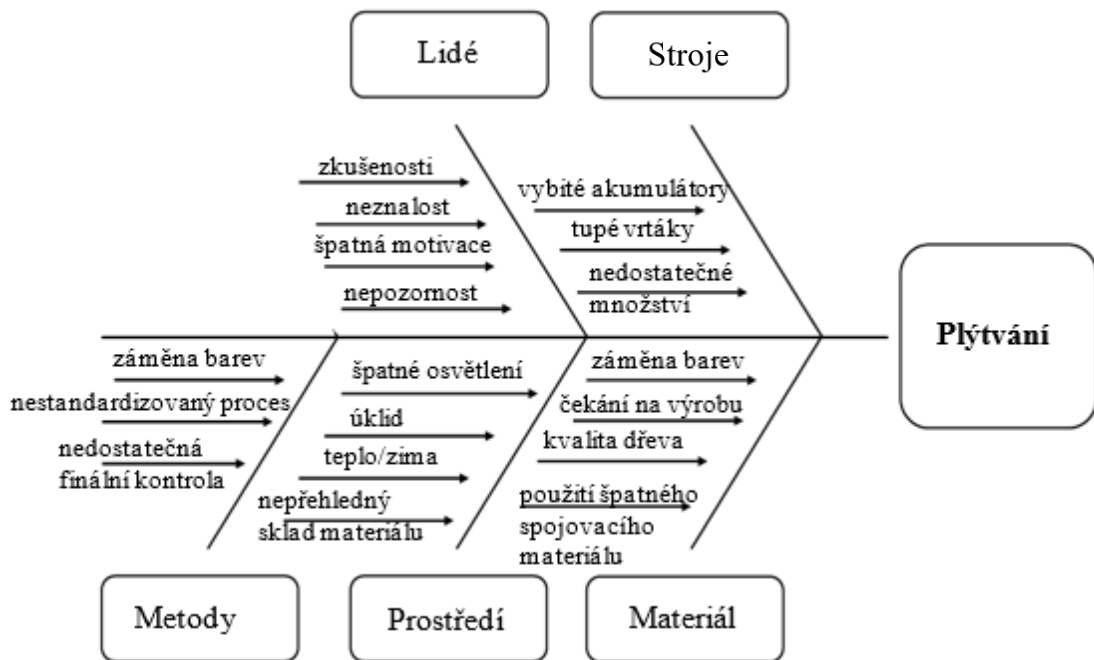 Lidé
Stroje
zkušenosti
neznalost
špatná motivace
nepozornost
vybité akumulátory
tupé vrtáky
nedostatečné
množství
Plýtvání
záměna barev
nestandardizovaný proces
nedostatečná
finální kontrola
špatné osvětlení
úklid
teplo/zima
nepřehledný
sklad materiálu
záměna barev
čekání na výrobu
kvalita dřeva
použití špatného
spojovacího
materiálu
Metody
Prostředí
Materiál